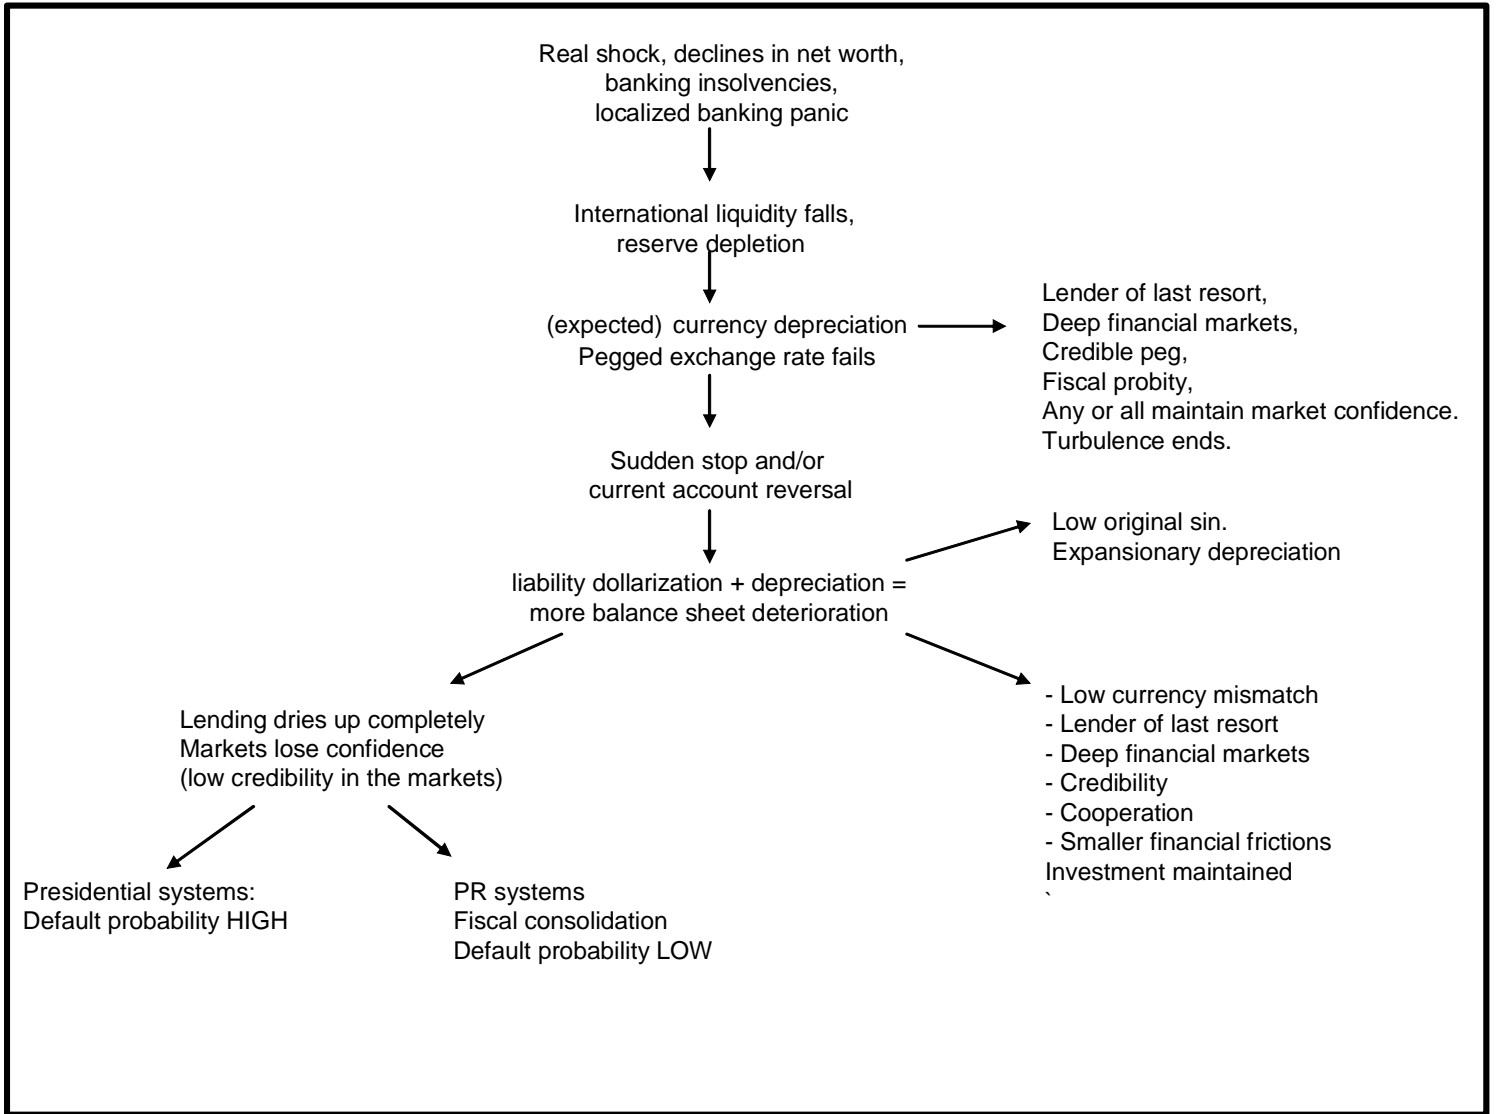 Real shock, declines in net worth,
banking insolvencies,
localized banking panic
International liquidity falls,
reserve depletion
(expected) currency depreciation
Pegged exchange rate fails
Lender of last resort,
Deep financial markets,
Credible peg,
Fiscal probity,
Any or all maintain market confidence.
Turbulence ends.
Sudden stop and/or
current account reversal
Low original sin.
Expansionary depreciation
liability dollarization + depreciation =
more balance sheet deterioration
Lending dries up completely
Markets lose confidence
(low credibility in the markets)
- Low currency mismatch
- Lender of last resort
- Deep financial markets
- Credibility
- Cooperation
- Smaller financial frictions
Investment maintained
`
Presidential systems:
Default probability HIGH
PR systems
Fiscal consolidation
Default probability LOW